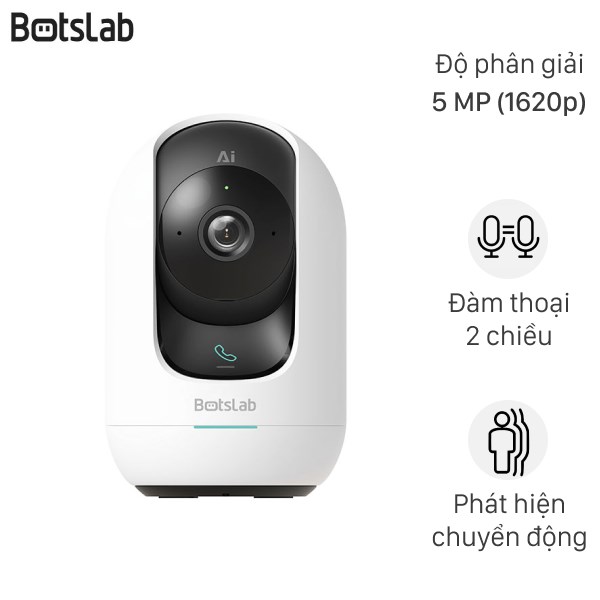 BotsLab
Độ phân giải
5 MP (1620p)
Ai
Đàm thoại
2 chiều
BotsLab
Phát hiện
chuyển động